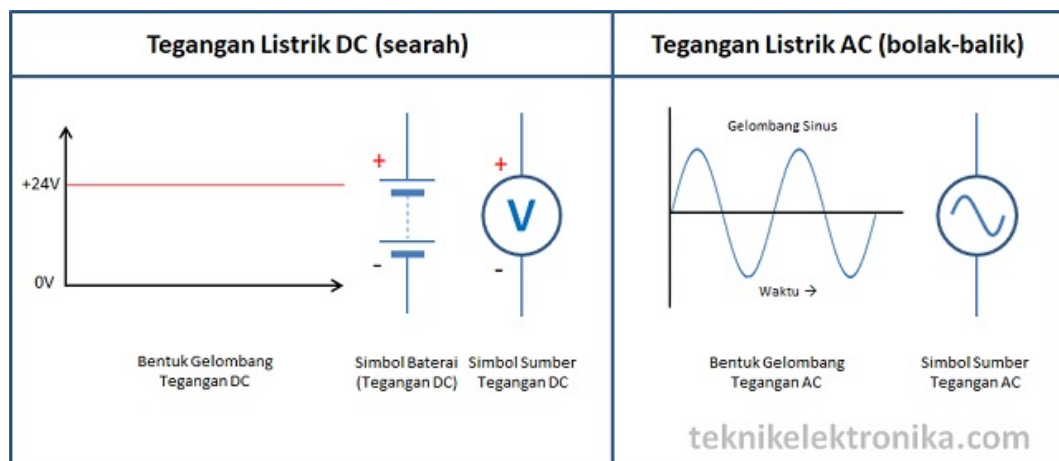 Tegangan Listrik DC (searah)
+24V
0V
+
-
+
V
-
Bentuk Gelombang
Tegangan DC
Simbol Baterai
(Tegangan DC)
Simbol Sumber
Tegangan DC
Tegangan Listrik AC (bolak-balik)
Gelombang Sinus
Waktu →
Bentuk Gelombang
Tegangan AC
Simbol Sumber
Tegangan AC
teknikelektronika.com